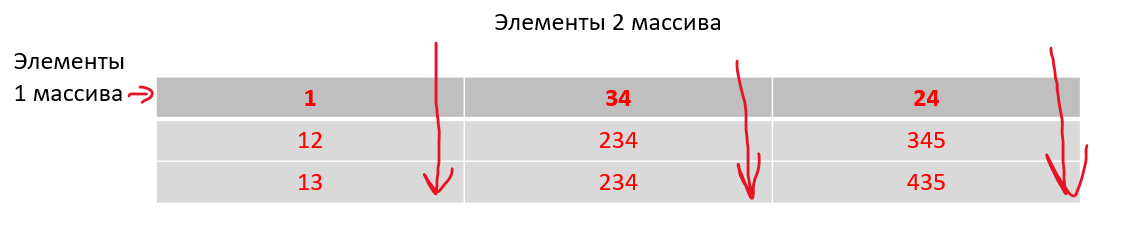 Элементы 2 массива
Элементы
1 массива
1 34 24
12 234 345
13 234 435